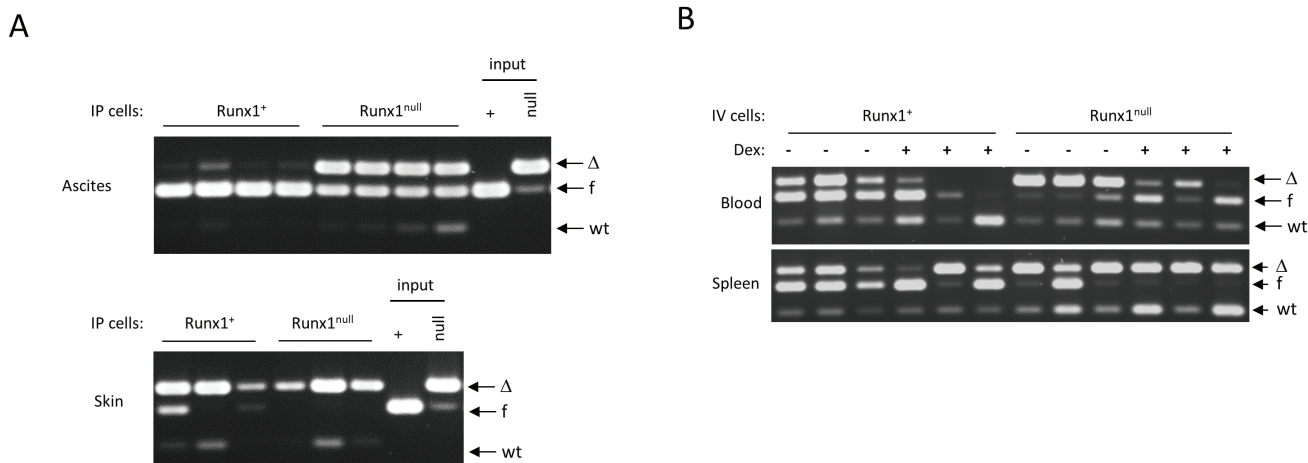 A
input
IP cells: Runx1⁺ Runx1ⁿᵘˡˡ + null
Ascites
Δ
f
wt
input
IP cells: Runx1⁺ Runx1ⁿᵘˡˡ + null
Skin
Δ
f
wt
B
IV cells: Runx1⁺ Runx1ⁿᵘˡˡ
Dex: - - - + + + - - - + + +
Blood
Δ
f
wt
Spleen
Δ
f
wt